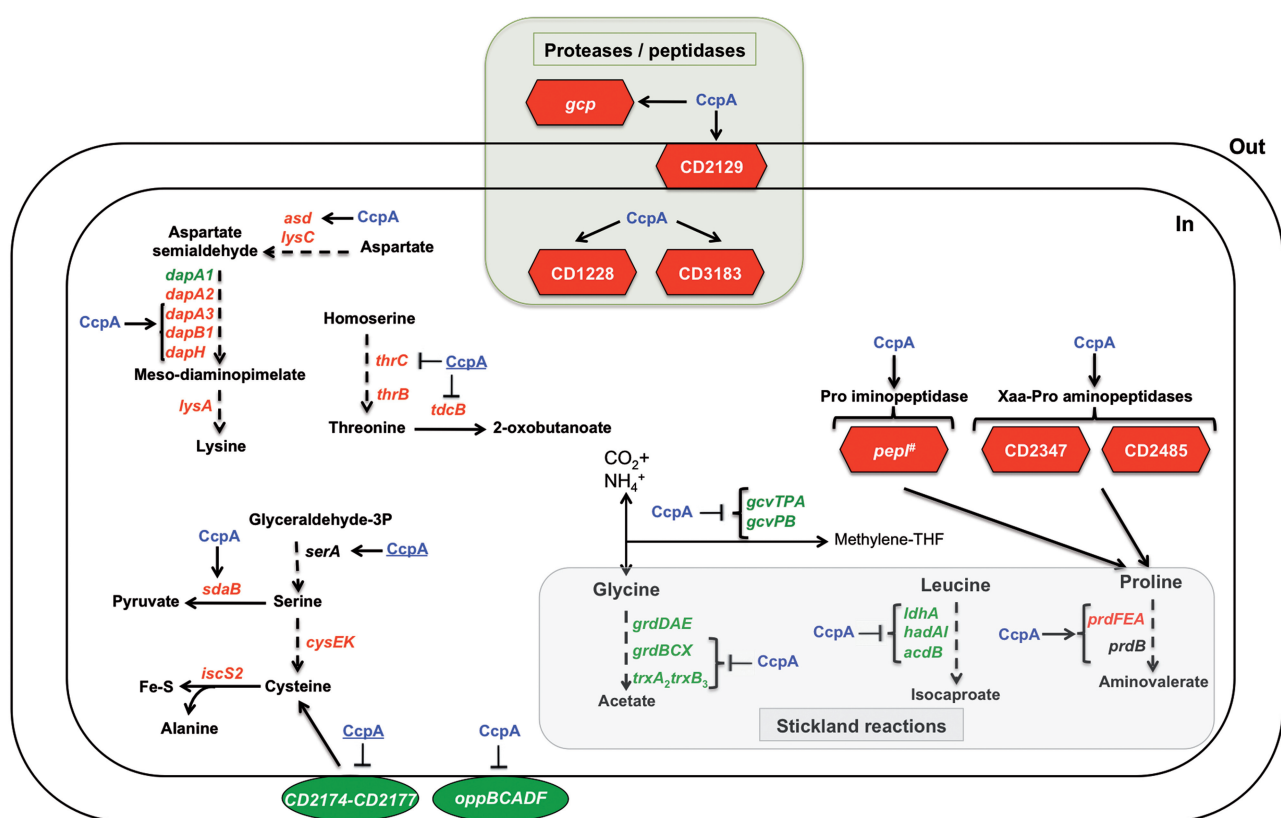 Proteases / peptidases
gcp
CcpA
CD2129
Out
In
CcpA
CD1228
CD3183
asd
CcpA
lysC
Aspartate
semialdehyde
Aspartate
dapA1
dapA2
dapA3
CcpA
dapB1
dapH
Meso-diaminopimelate
lysA
Lysine
Homoserine
thrC
CcpA
thrB
tdcB
Threonine
2-oxobutanoate
CcpA
Pro iminopeptidase
pepI#
CcpA
Xaa-Pro aminopeptidases
CD2347
CD2485
CO2+
NH4+
CcpA
gcvTPA
gcvPB
Methylene-THF
Glyceraldehyde-3P
CcpA
serA
CcpA
sdaB
Pyruvate
Serine
cysEK
iscS2
Fe-S
Cysteine
Alanine
CcpA
CD2174-CD2177
CcpA
oppBCADF
Glycine
grdDAE
grdBCX
CcpA
trxA2trxB3
Acetate
Leucine
ldhA
CcpA
hadAI
acdB
Isocaproate
Proline
prdFEA
CcpA
prdB
Aminovalerate
Stickland reactions